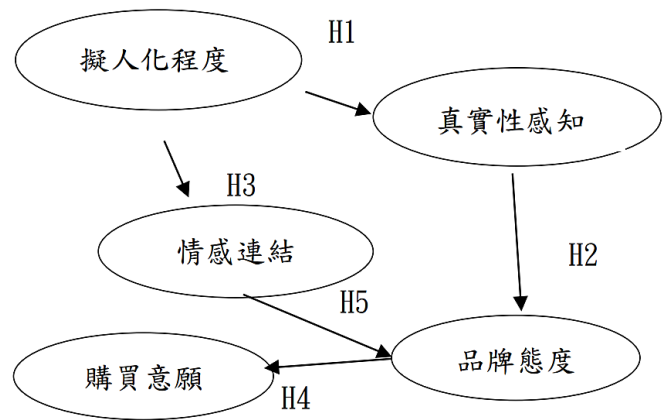 H1
擬人化程度
真實性感知
H3
情感連結
H2
H5
品牌態度
購買意願
H4